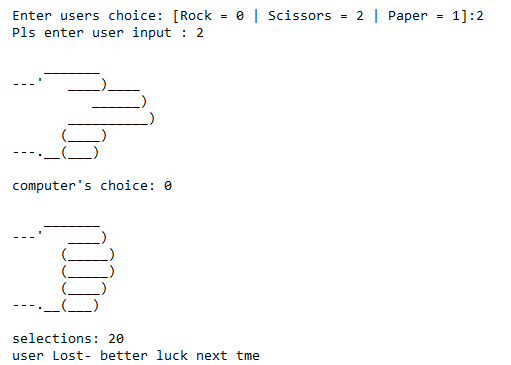 Enter users choice: [Rock = 0 | Scissors = 2 | Paper = 1]:2
Pls enter user input : 2
    _______
---'   ____)____
          ______)
       __________)
      (____)
---.__(___)
computer's choice: 0
    _______
---'   ____)
      (_____)
      (_____)
      (____)
---.__(___)
selections: 20
user Lost- better luck next tme